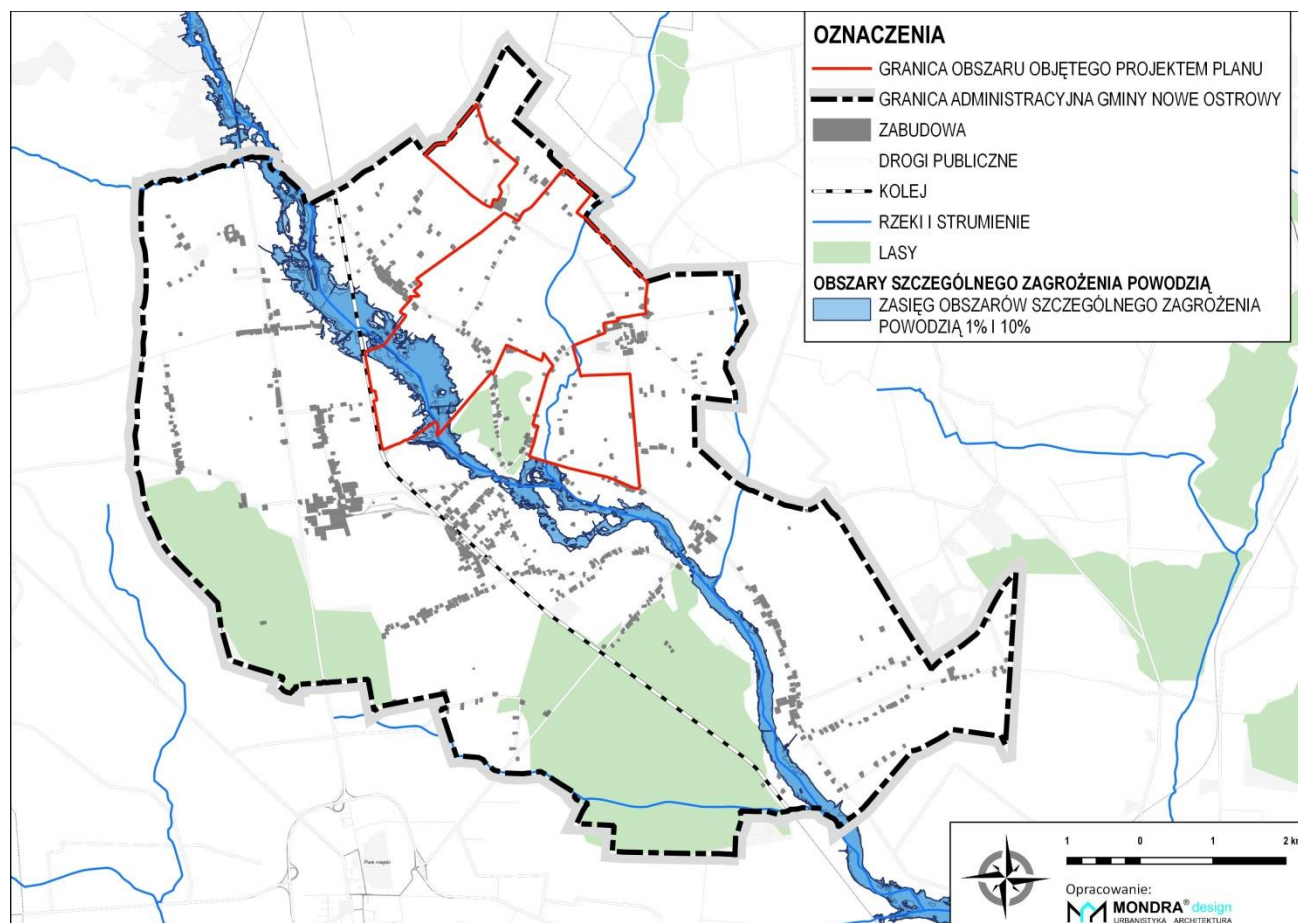 OZNACZENIA
GRANICA OBSZARU OBJĘTEGO PROJEKTEM PLANU
GRANICA ADMINISTRACYJNA GMINY NOWE OSTROWY
ZABUDOWA
DROGI PUBLICZNE
KOLEJ
RZEKI I STRUMIENIE
LASY
OBSZARY SZCZEGÓLNEGO ZAGROŻENIA POWODZIĄ
ZASIĘG OBSZARÓW SZCZEGÓLNEGO ZAGROŻENIA
POWODZIĄ 1% I 10%
Park miejski
1 0 1 2 km
Opracowanie:
MONDRA® design
URBANISTYKA ARCHITEKTURA